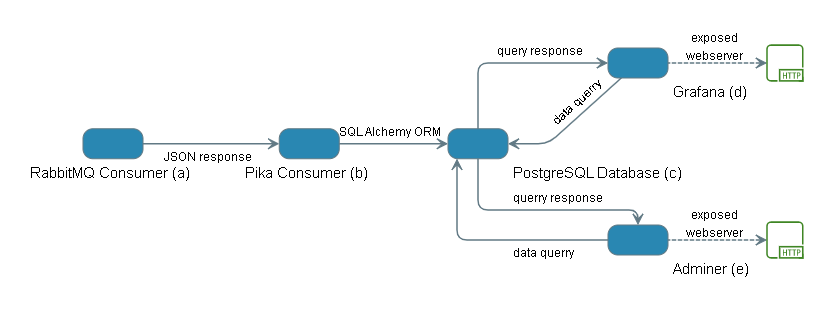 exposed
webserver
query response
HTTP
Grafana (d)
data querry
SQL Alchemy ORM
JSON response
RabbitMQ Consumer (a)
Pika Consumer (b)
PostgreSQL Database (c)
querry response
exposed
webserver
HTTP
data querry
Adminer (e)